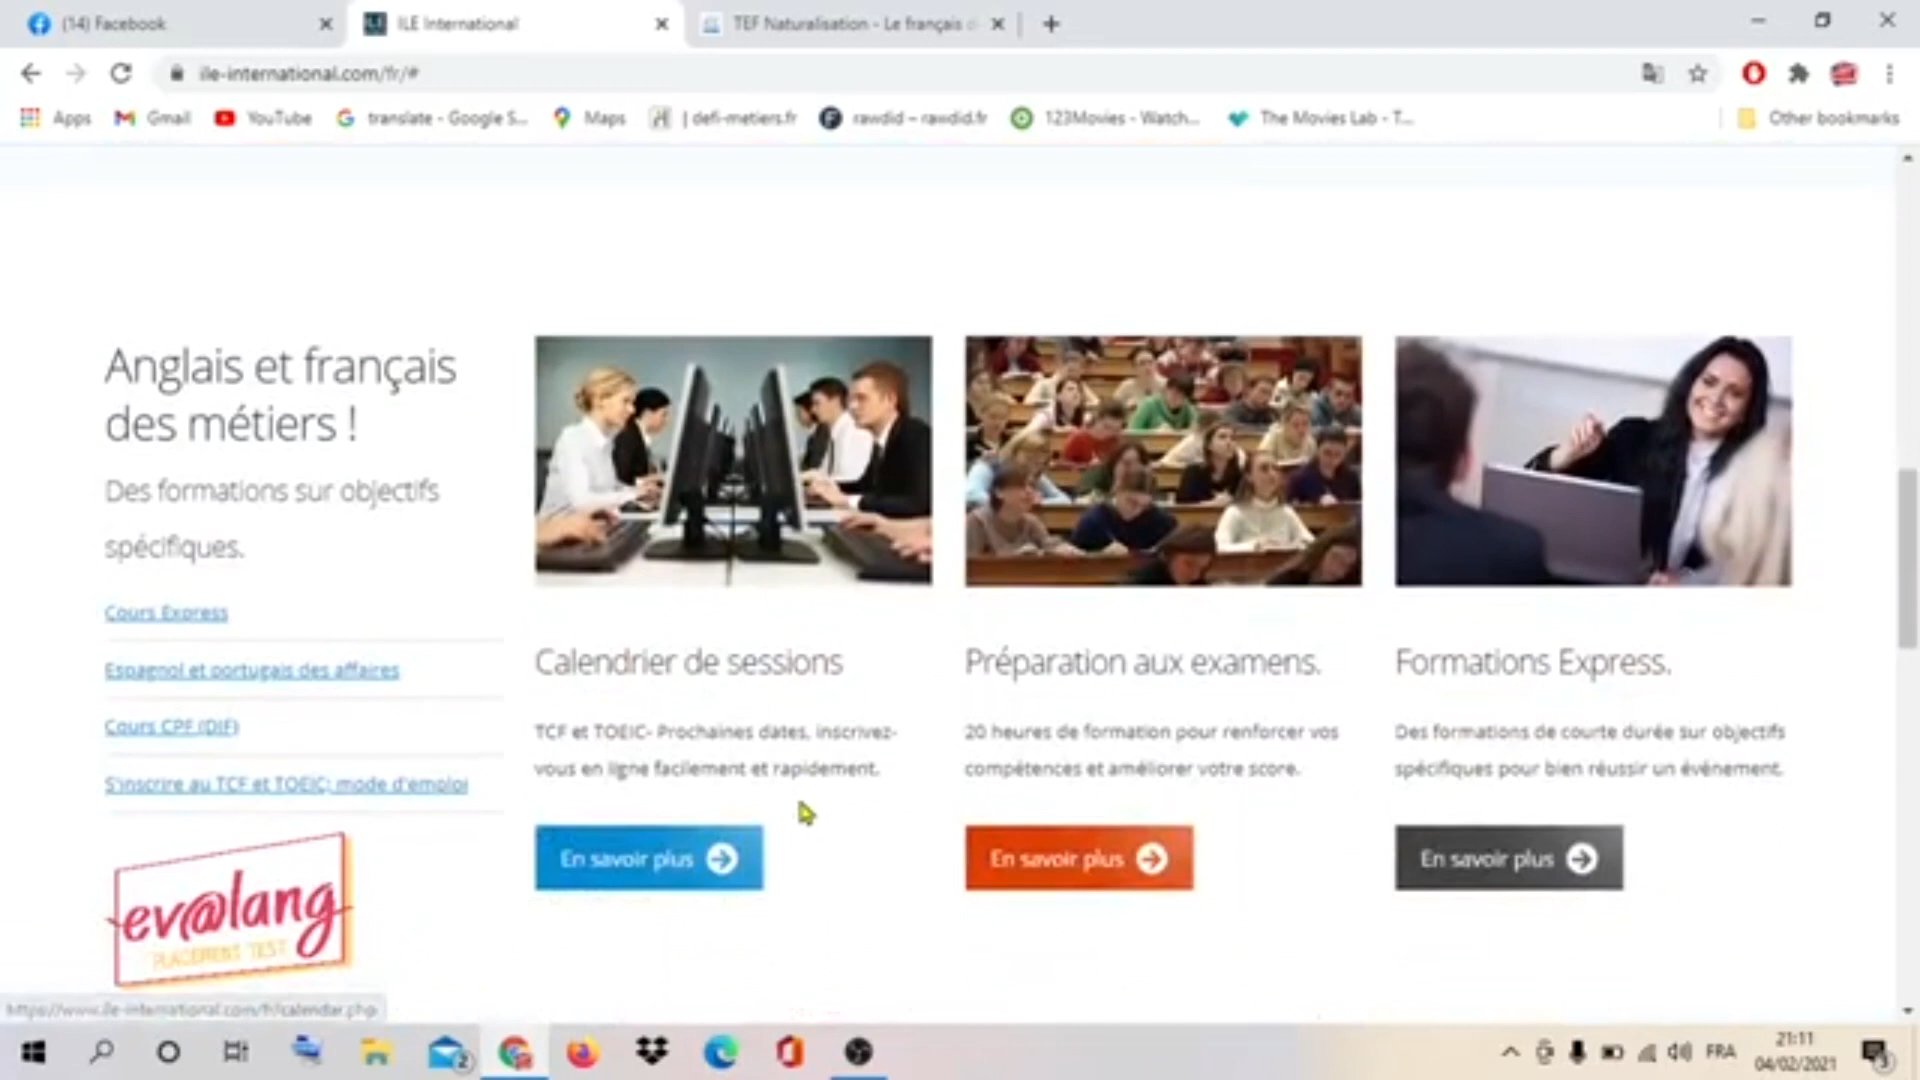 (14) Facebook
ILE International
TEF Naturalisation - Le français d
ile-international.com/fr/#
Apps
Gmail
YouTube
translate - Google S...
Maps
| defi-metiers.fr
rawdid – rawdid.fr
123Movies - Watch...
The Movies Lab - T...
Other bookmarks
Anglais et français
des métiers !
Des formations sur objectifs
spécifiques.
Cours Express
Espagnol et portugais des affaires
Cours CPF (DIF)
S'inscrire au TCF et TOEIC: mode d'emploi
ev@lang
PLACEMENT TEST
Calendrier de sessions
TCF et TOEIC- Prochaines dates, inscrivez-
vous en ligne facilement et rapidement.
En savoir plus
Préparation aux examens.
20 heures de formation pour renforcer vos
compétences et améliorer votre score.
En savoir plus
Formations Express.
Des formations de courte durée sur objectifs
spécifiques pour bien réussir un événement.
En savoir plus
https://www.ile-international.com/fr/calendar.php
2
FRA
21:11
04/02/2021
3